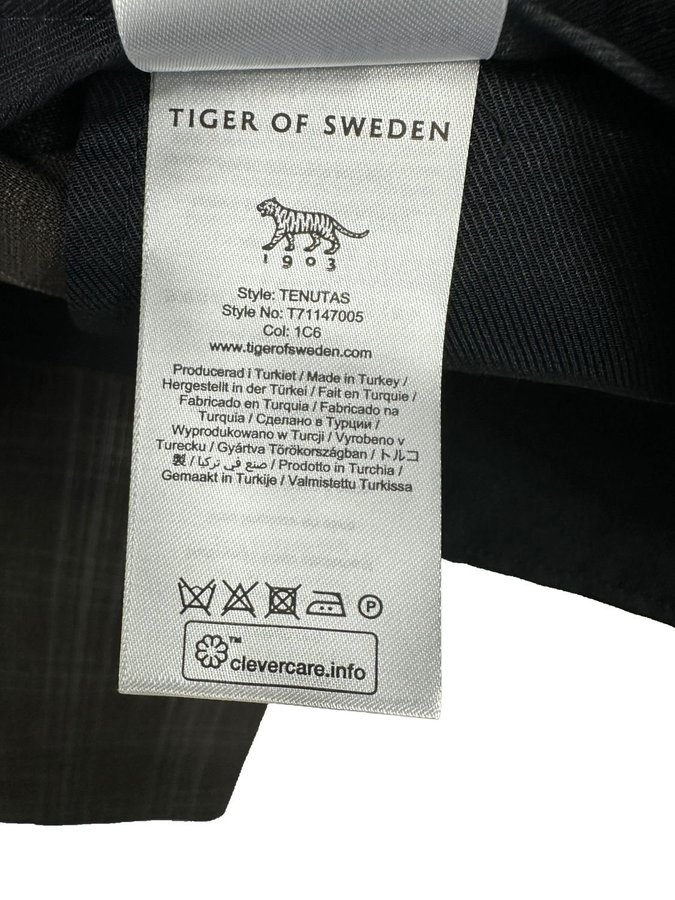 TIGER OF SWEDEN
1903
Style: TENUTAS
Style No: T71147005
Col: 1C6
www.tigerofsweden.com
Producerad i Turkiet / Made in Turkey /
Hergestellt in der Türkei / Fait en Turquie /
Fabricado en Turquia / Fabricado na
Turquia / Сделано в Турции /
Wyprodukowano w Turcji / Vyrobeno v
Turecku / Gyártva Törökországban / トルコ
製 / صنع في تركيا / Prodotto in Turchia /
Gemaakt in Turkije / Valmistettu Turkissa
P
™
clevercare.info